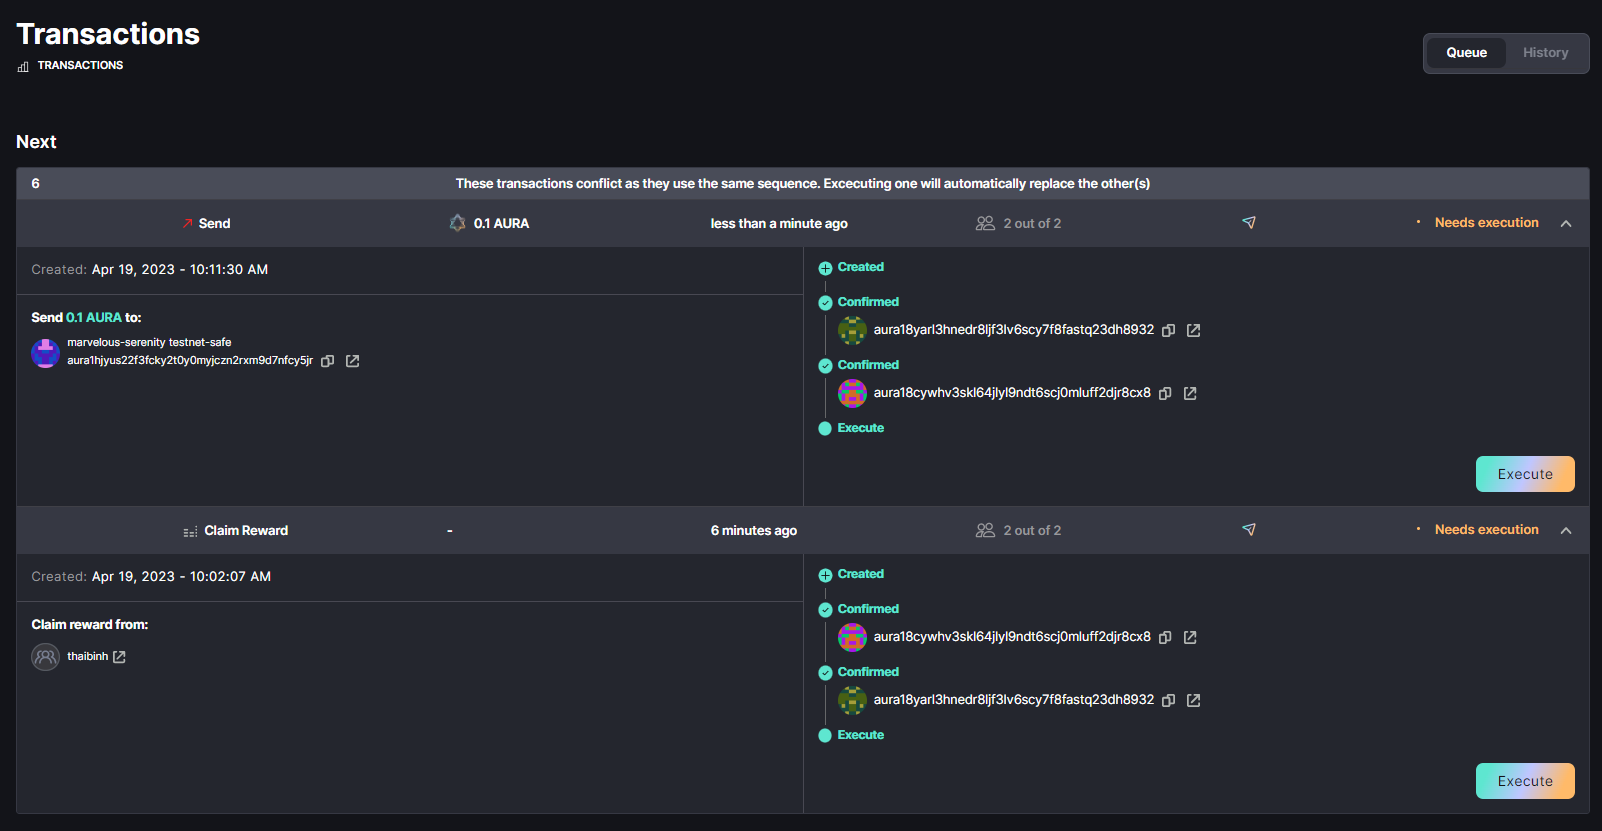 Transactions
TRANSACTIONS
Queue
History
Next
6 These transactions conflict as they use the same sequence. Excecuting one will automatically replace the other(s)
Send 0.1 AURA less than a minute ago 2 out of 2 Needs execution
Created: Apr 19, 2023 - 10:11:30 AM
Send 0.1 AURA to:
marvelous-serenity testnet-safe
aura1hjyus22f3fcky2t0y0myjczn2rxm9d7nfcy5jr
Created
Confirmed
aura18yarl3hnedr8ljf3lv6scy7f8fastq23dh8932
Confirmed
aura18cywhv3skl64jlyl9ndt6scj0mluff2djr8cx8
Execute
Execute
Claim Reward - 6 minutes ago 2 out of 2 Needs execution
Created: Apr 19, 2023 - 10:02:07 AM
Claim reward from:
thaibinh
Created
Confirmed
aura18cywhv3skl64jlyl9ndt6scj0mluff2djr8cx8
Confirmed
aura18yarl3hnedr8ljf3lv6scy7f8fastq23dh8932
Execute
Execute